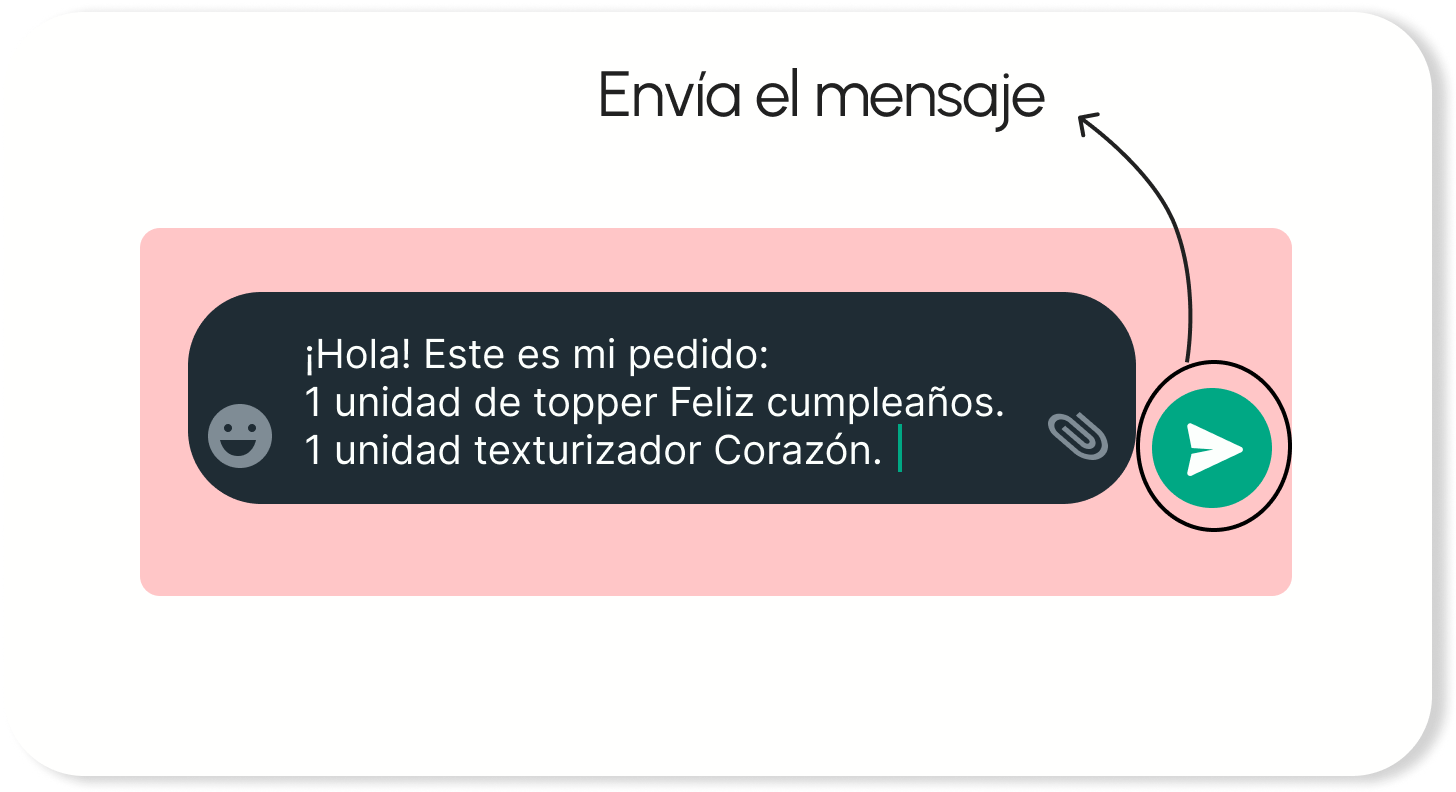 Envía el mensaje
¡Hola! Este es mi pedido:
1 unidad de topper Feliz cumpleaños.
1 unidad texturizador Corazón.